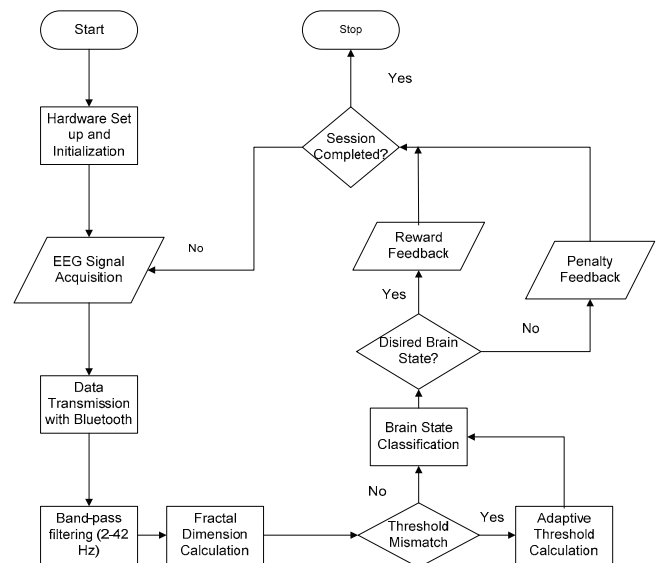 Start
Hardware Set
up and
Initialization
EEG Signal
Acquisition
Data
Transmission
with Bluetooth
Band-pass
filtering (2-42
Hz)
Fractal
Dimension
Calculation
Threshold
Mismatch
Yes
Adaptive
Threshold
Calculation
No
Brain State
Classification
Disired Brain
State?
Yes
Reward
Feedback
No
Penalty
Feedback
Session
Completed?
No
Yes
Stop